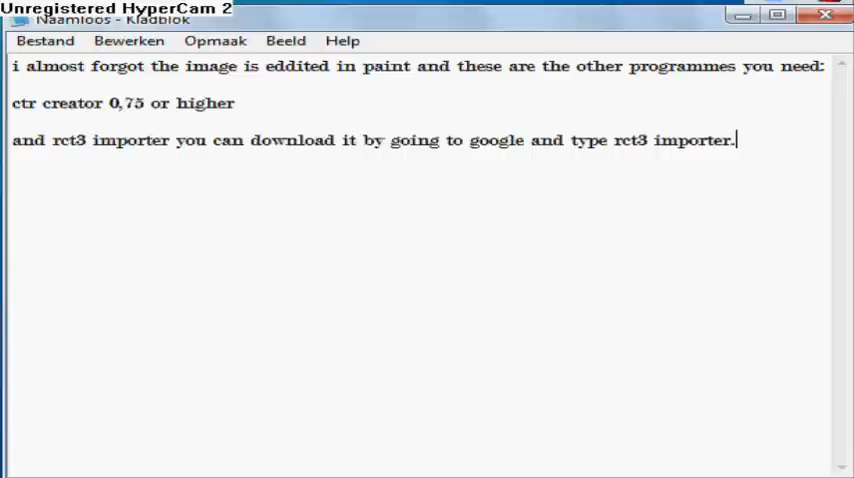 Unregistered HyperCam 2
Naamloos - Kladblok
Bestand Bewerken Opmaak Beeld Help
i almost forgot the image is eddited in paint and these are the other programmes you need:
ctr creator 0,75 or higher
and rct3 importer you can download it by going to google and type rct3 importer.